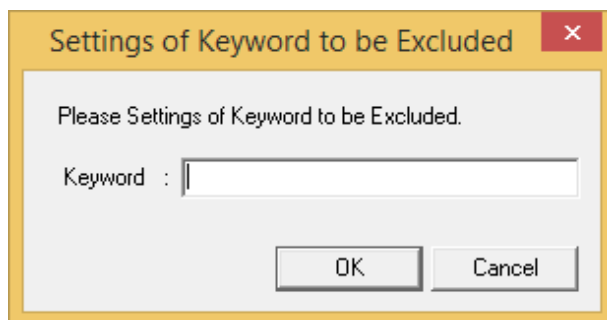 Settings of Keyword to be Excluded
Please Settings of Keyword to be Excluded.
Keyword :
OK Cancel